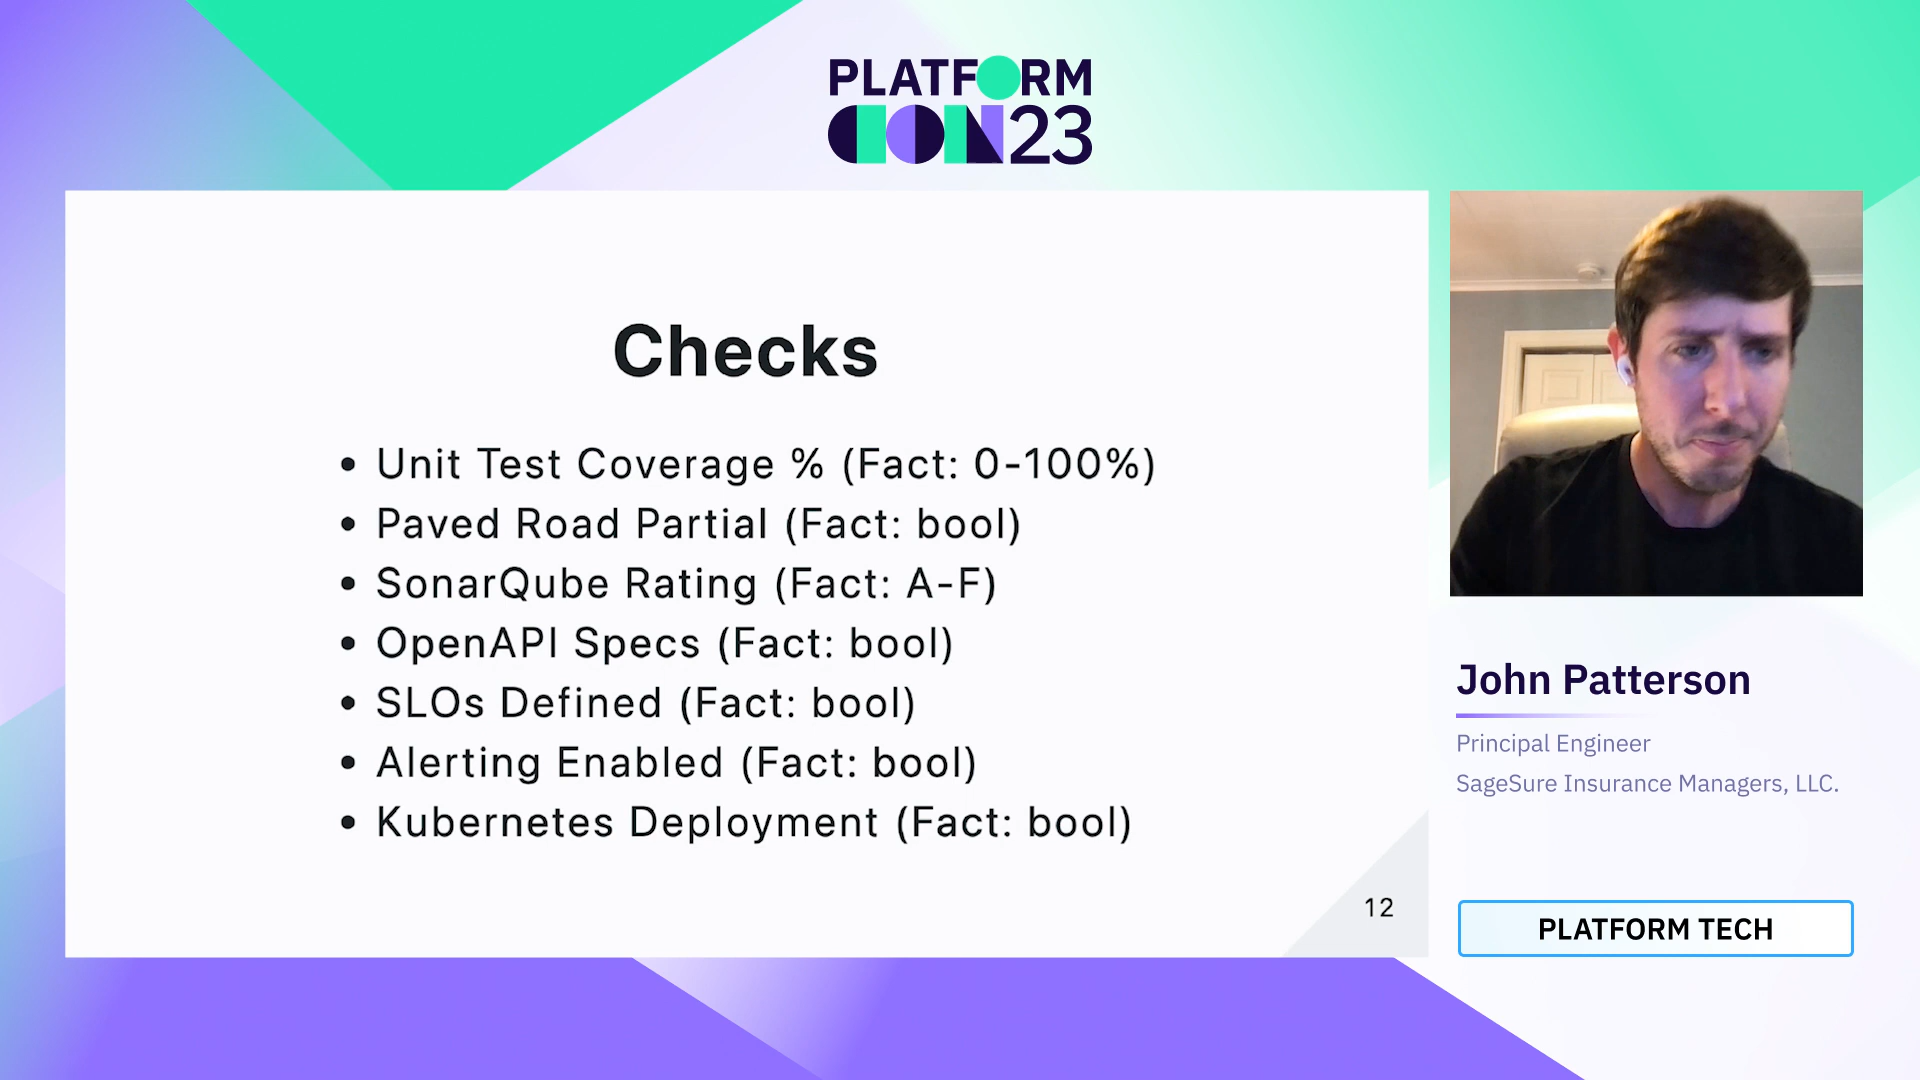 PLATFORM
CON23
Checks
• Unit Test Coverage % (Fact: 0-100%)
• Paved Road Partial (Fact: bool)
• SonarQube Rating (Fact: A-F)
• OpenAPI Specs (Fact: bool)
• SLOs Defined (Fact: bool)
• Alerting Enabled (Fact: bool)
• Kubernetes Deployment (Fact: bool)
12
John Patterson
Principal Engineer
SageSure Insurance Managers, LLC.
PLATFORM TECH